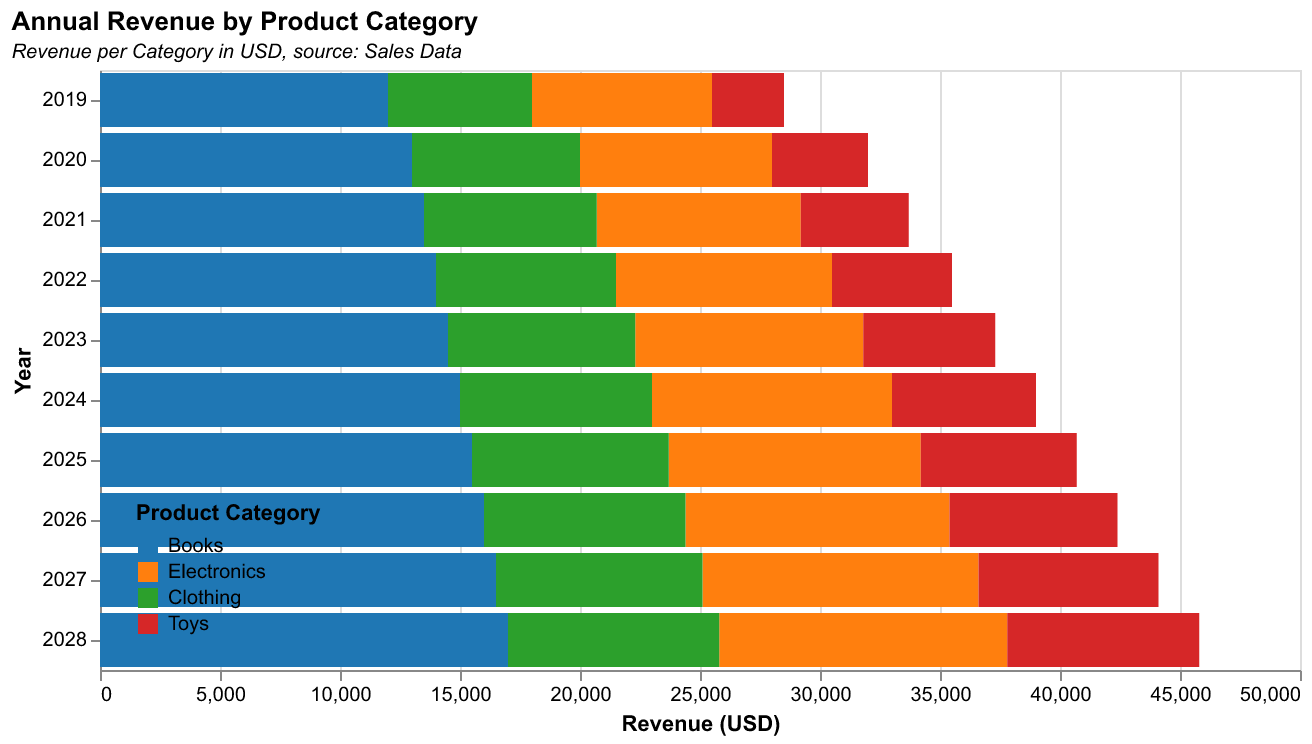 Annual Revenue by Product Category
Revenue per Category in USD, source: Sales Data
2019
2020
2021
2022
2023
2024
2025
2026
2027
2028
Year
Product Category
Books
Electronics
Clothing
Toys
0 5,000 10,000 15,000 20,000 25,000 30,000 35,000 40,000 45,000 50,000
Revenue (USD)